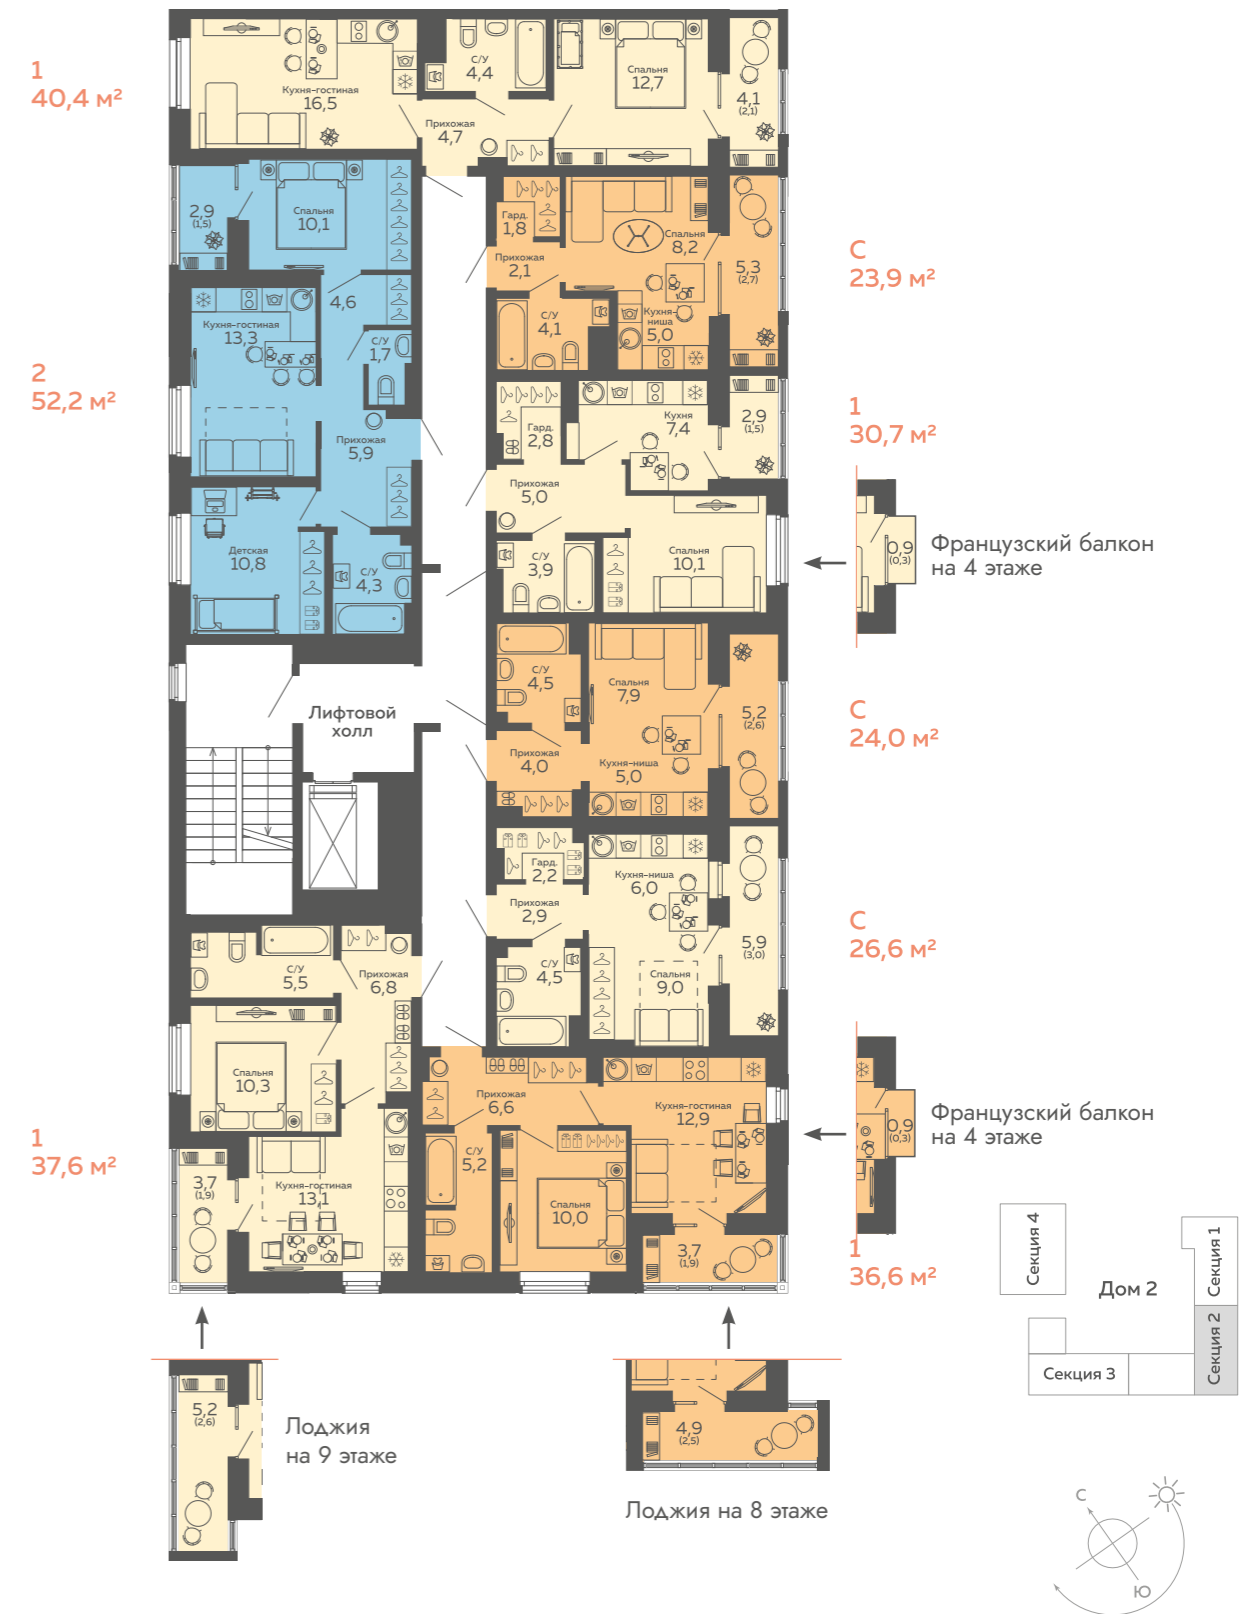 1
40,4 м²
Кухня-гостиная
16,5
С/У
4,4
Прихожая
4,7
Спальня
12,7
4,1
(2,1)
2
52,2 м²
2,9
(1,5)
Спальня
10,1
4,6
Кухня-гостиная
13,3
С/У
1,7
Прихожая
5,9
Детская
10,8
С/У
4,3
С
23,9 м²
Гард.
1,8
Прихожая
2,1
С/У
4,1
Спальня
8,2
Кухня-
ниша
5,0
5,3
(2,7)
1
30,7 м²
Гард.
2,8
Кухня
7,4
2,9
(1,5)
Прихожая
5,0
С/У
3,9
Спальня
10,1
0,9
(0,3)
Французский балкон
на 4 этаже
Лифтовой
холл
С
24,0 м²
С/У
4,5
Спальня
7,9
Прихожая
4,0
Кухня-ниша
5,0
5,2
(2,6)
С
26,6 м²
Гард.
2,2
Кухня-ниша
6,0
Прихожая
2,9
С/У
4,5
Спальня
9,0
5,9
(3,0)
1
37,6 м²
С/У
5,5
Прихожая
6,8
Спальня
10,3
Кухня-гостиная
13,1
3,7
(1,9)
Прихожая
6,6
С/У
5,2
Спальня
10,0
Кухня-гостиная
12,9
3,7
(1,9)
0,9
(0,3)
Французский балкон
на 4 этаже
1
36,6 м²
5,2
(2,6)
Лоджия
на 9 этаже
4,9
(2,5)
Лоджия на 8 этаже
Секция 4
Дом 2
Секция 1
Секция 2
Секция 3
С
Ю